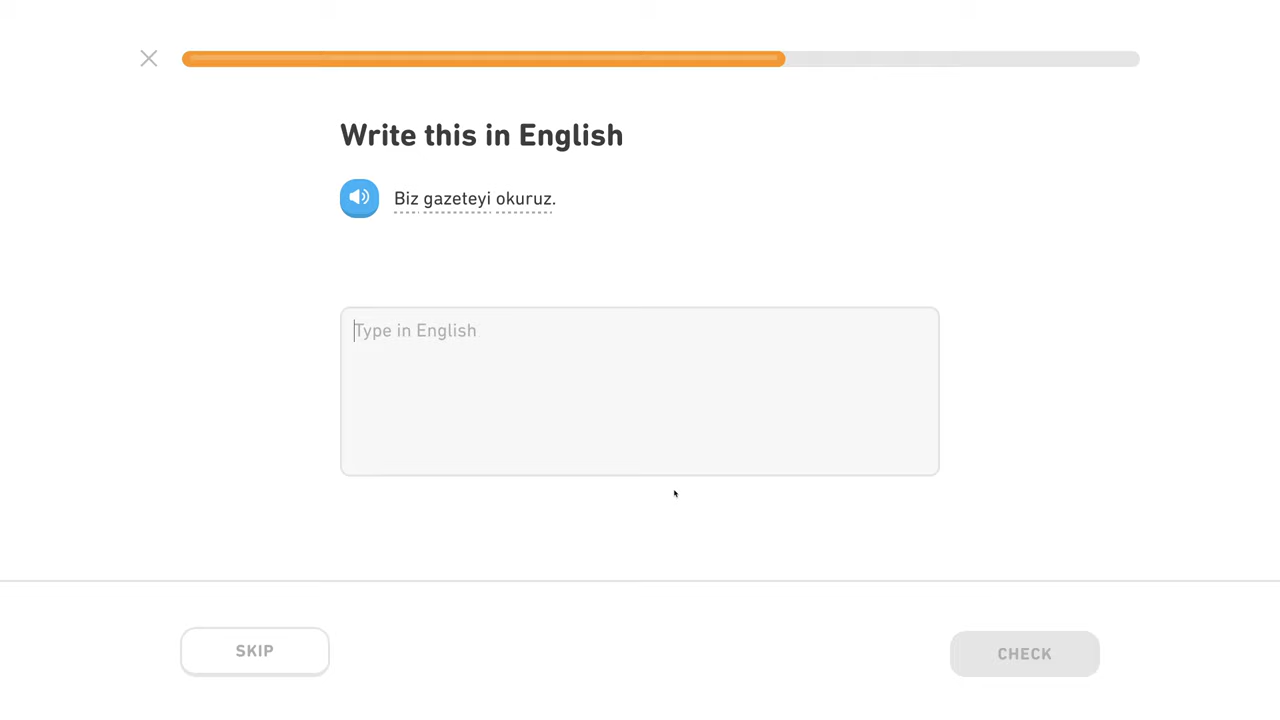 Write this in English
Biz gazeteyi okuruz.
Type in English
SKIP
CHECK